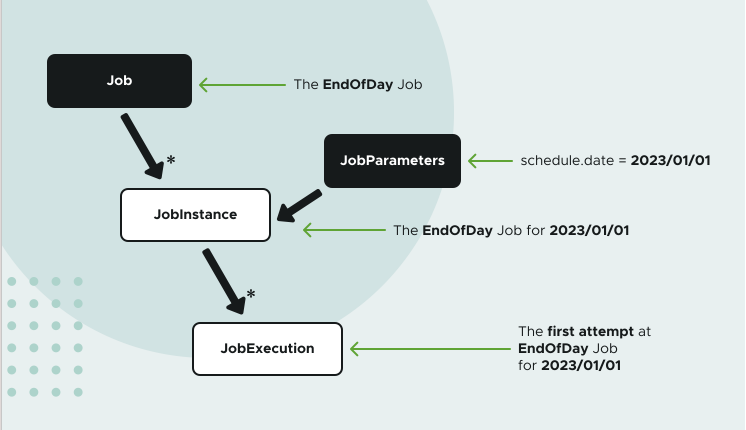 Job
The EndOfDay Job
*
JobParameters
schedule.date = 2023/01/01
JobInstance
The EndOfDay Job for 2023/01/01
*
JobExecution
The first attempt at
EndOfDay Job
for 2023/01/01